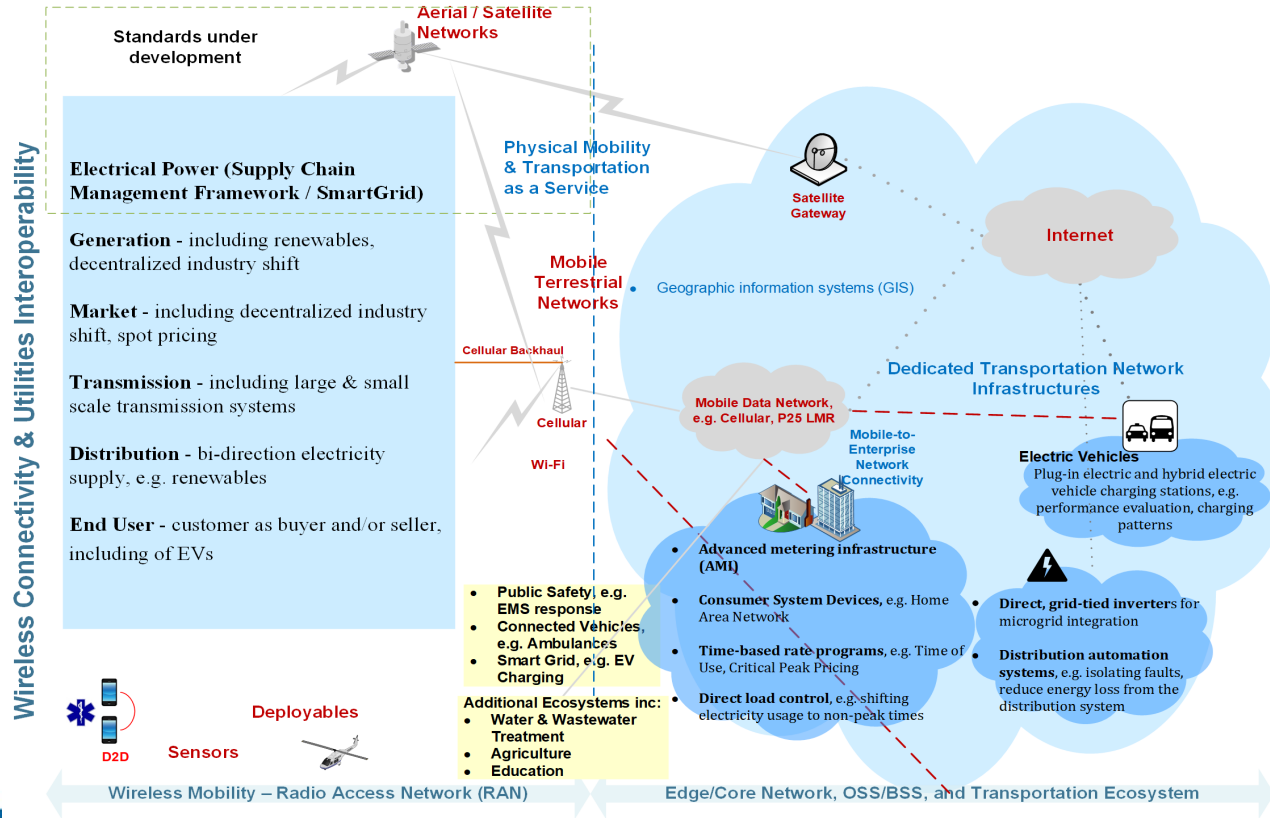 Wireless Connectivity & Utilities Interoperability
Standards under
development
Aerial / Satellite
Networks
Electrical Power (Supply Chain
Management Framework / SmartGrid)
Generation - including renewables,
decentralized industry shift
Market - including decentralized industry
shift, spot pricing
Transmission - including large & small
scale transmission systems
Distribution - bi-direction electricity
supply, e.g. renewables
End User - customer as buyer and/or seller,
including of EVs
Physical Mobility
& Transportation
as a Service
Mobile
Terrestrial
Networks
Cellular Backhaul
Cellular
Wi-Fi
Satellite
Gateway
Internet
• Geographic information systems (GIS)
Dedicated Transportation Network
Infrastructures
Mobile Data Network,
e.g. Cellular, P25 LMR
Mobile-to-
Enterprise
Network
Connectivity
Electric Vehicles
Plug-in electric and hybrid electric
vehicle charging stations, e.g.
performance evaluation, charging
patterns
• Advanced metering infrastructure
(AMI)
• Consumer System Devices, e.g. Home
Area Network
• Time-based rate programs, e.g. Time of
Use, Critical Peak Pricing
• Direct load control, e.g. shifting
electricity usage to non-peak times
• Direct, grid-tied inverters for
microgrid integration
• Distribution automation
systems, e.g. isolating faults,
reduce energy loss from the
distribution system
• Public Safety, e.g.
EMS response
• Connected Vehicles,
e.g. Ambulances
• Smart Grid, e.g. EV
Charging
Additional Ecosystems inc:
• Water & Wastewater
Treatment
• Agriculture
• Education
D2D
Deployables
Sensors
Wireless Mobility – Radio Access Network (RAN)
Edge/Core Network, OSS/BSS, and Transportation Ecosystem